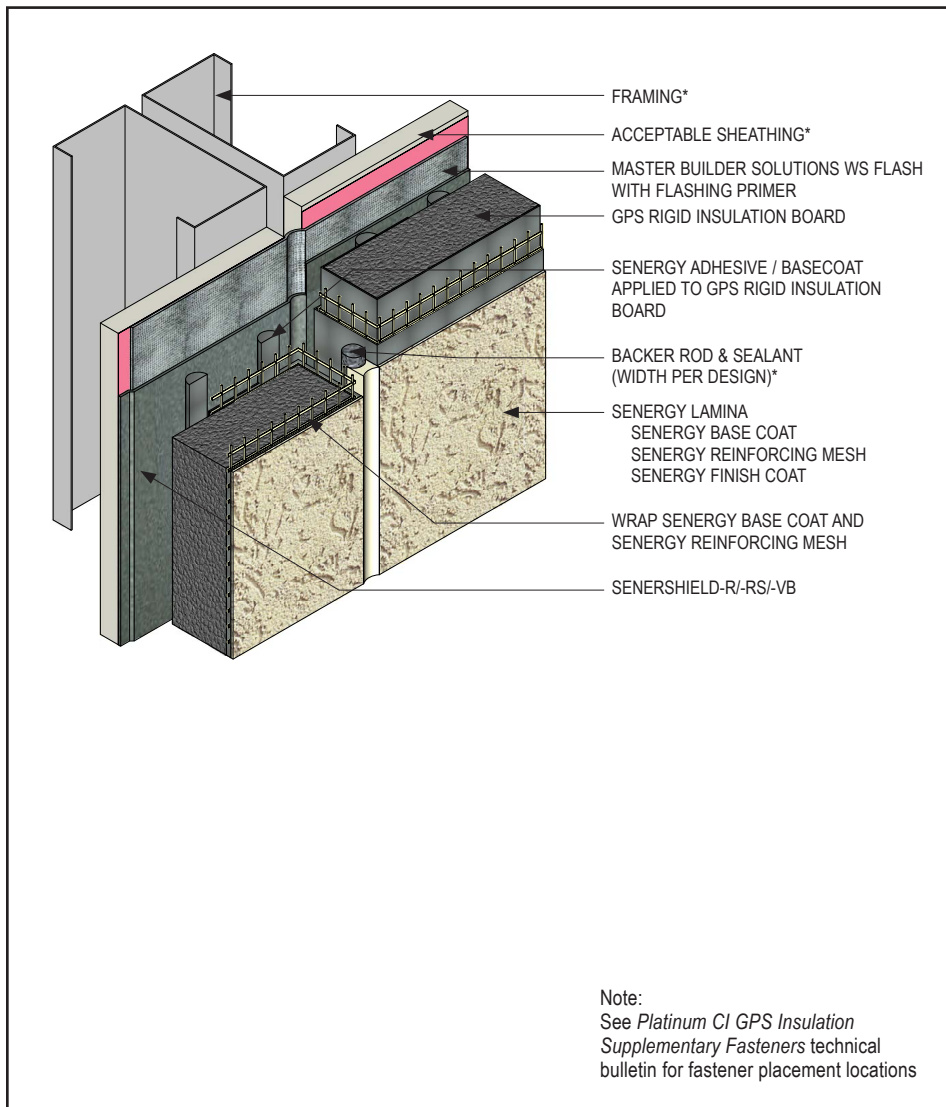 FRAMING*
ACCEPTABLE SHEATHING*
MASTER BUILDER SOLUTIONS WS FLASH
WITH FLASHING PRIMER
GPS RIGID INSULATION BOARD
SENERGY ADHESIVE / BASECOAT
APPLIED TO GPS RIGID INSULATION
BOARD
BACKER ROD & SEALANT
(WIDTH PER DESIGN)*
SENERGY LAMINA
SENERGY BASE COAT
SENERGY REINFORCING MESH
SENERGY FINISH COAT
WRAP SENERGY BASE COAT AND
SENERGY REINFORCING MESH
SENERSHIELD-R/-RS/-VB
Note:
See Platinum CI GPS Insulation
Supplementary Fasteners technical
bulletin for fastener placement locations